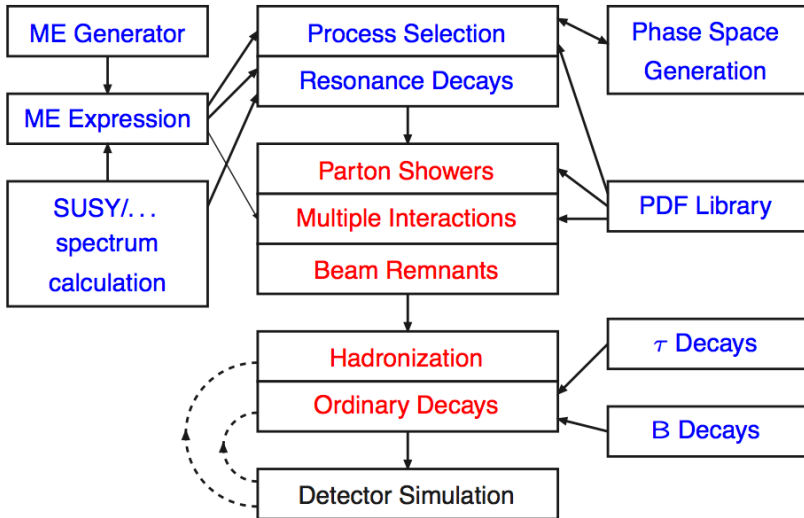 ME Generator
ME Expression
SUSY/...
spectrum
calculation
Process Selection
Resonance Decays
Parton Showers
Multiple Interactions
Beam Remnants
Hadronization
Ordinary Decays
Detector Simulation
Phase Space
Generation
PDF Library
τ Decays
B Decays